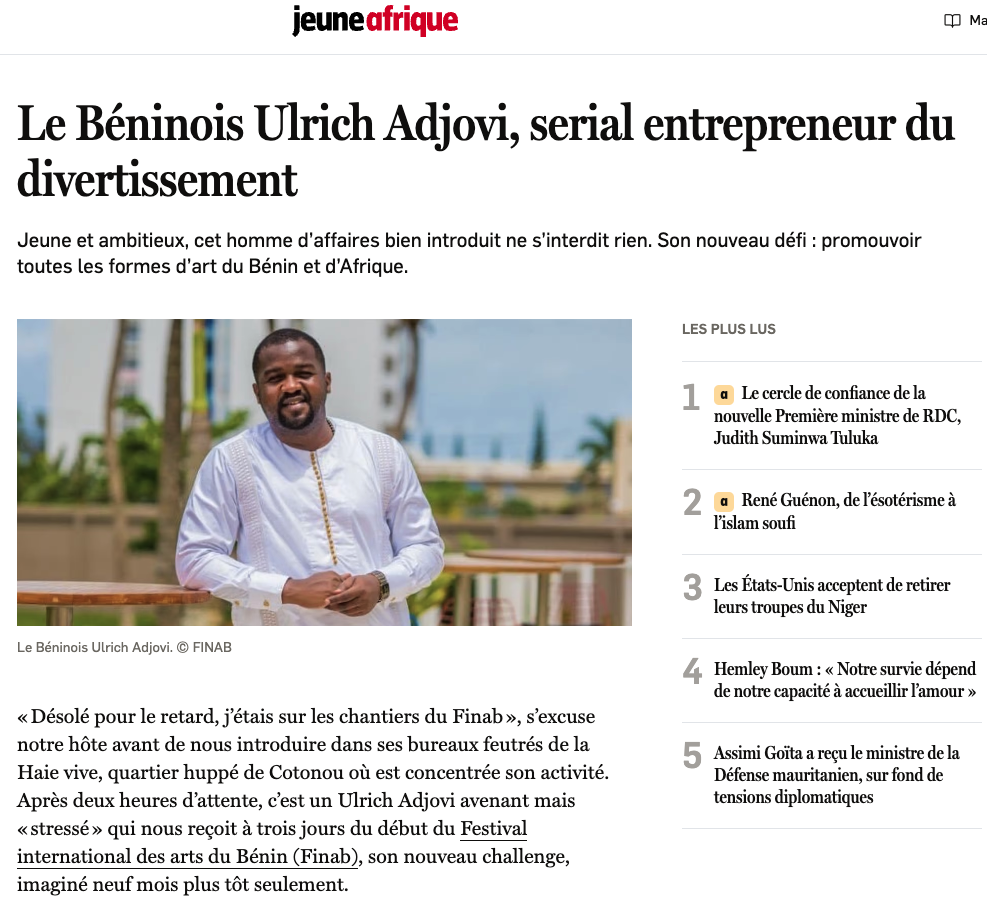 jeuneafrique
Ma
Le Béninois Ulrich Adjovi, serial entrepreneur du
divertissement
Jeune et ambitieux, cet homme d’affaires bien introduit ne s’interdit rien. Son nouveau défi : promouvoir
toutes les formes d’art du Bénin et d’Afrique.
Le Béninois Ulrich Adjovi. © FINAB
« Désolé pour le retard, j’étais sur les chantiers du Finab », s’excuse
notre hôte avant de nous introduire dans ses bureaux feutrés de la
Haie vive, quartier huppé de Cotonou où est concentrée son activité.
Après deux heures d’attente, c’est un Ulrich Adjovi avenant mais
« stressé » qui nous reçoit à trois jours du début du Festival
international des arts du Bénin (Finab), son nouveau challenge,
imaginé neuf mois plus tôt seulement.
LES PLUS LUS
1 a Le cercle de confiance de la
nouvelle Première ministre de RDC,
Judith Suminwa Tuluka
2 a René Guénon, de l’ésotérisme à
l’islam soufi
3 Les États-Unis acceptent de retirer
leurs troupes du Niger
4 Hemley Boum : « Notre survie dépend
de notre capacité à accueillir l’amour »
5 Assimi Goïta a reçu le ministre de la
Défense mauritanien, sur fond de
tensions diplomatiques